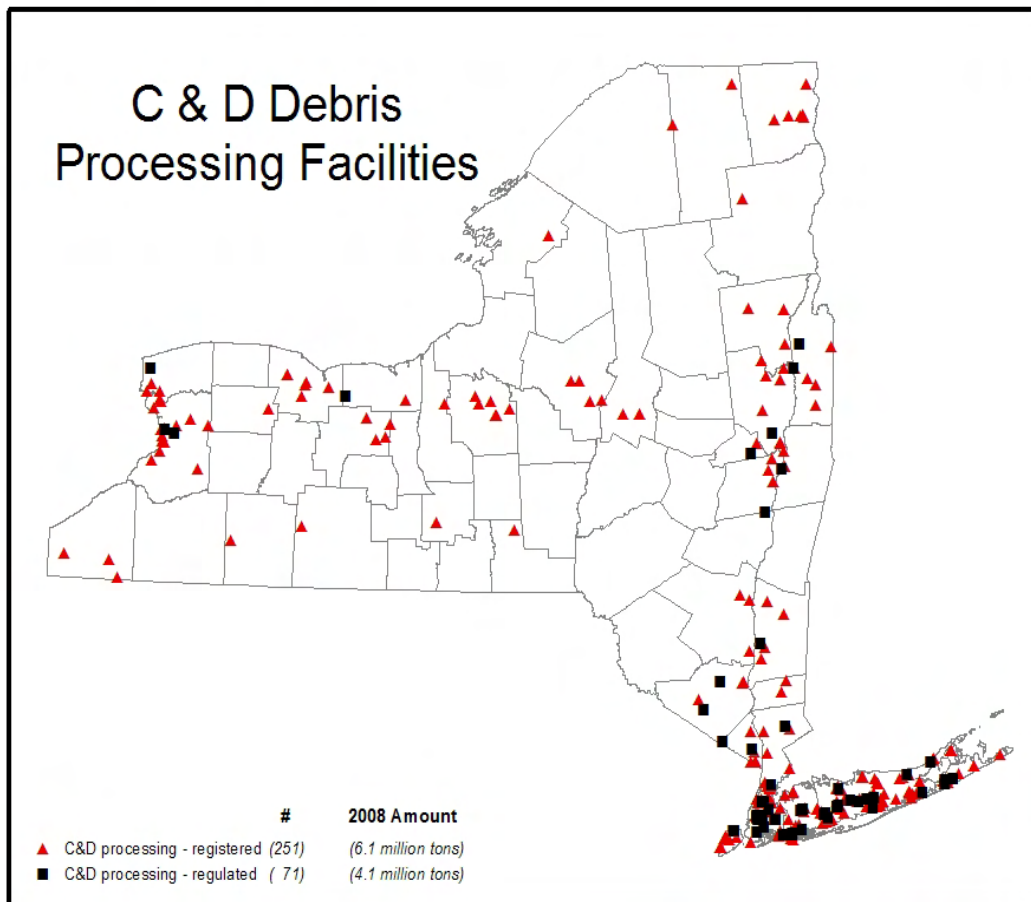 C & D Debris
Processing Facilities
# 2008 Amount
C&D processing - registered (251) (6.1 million tons)
C&D processing - regulated ( 71) (4.1 million tons)